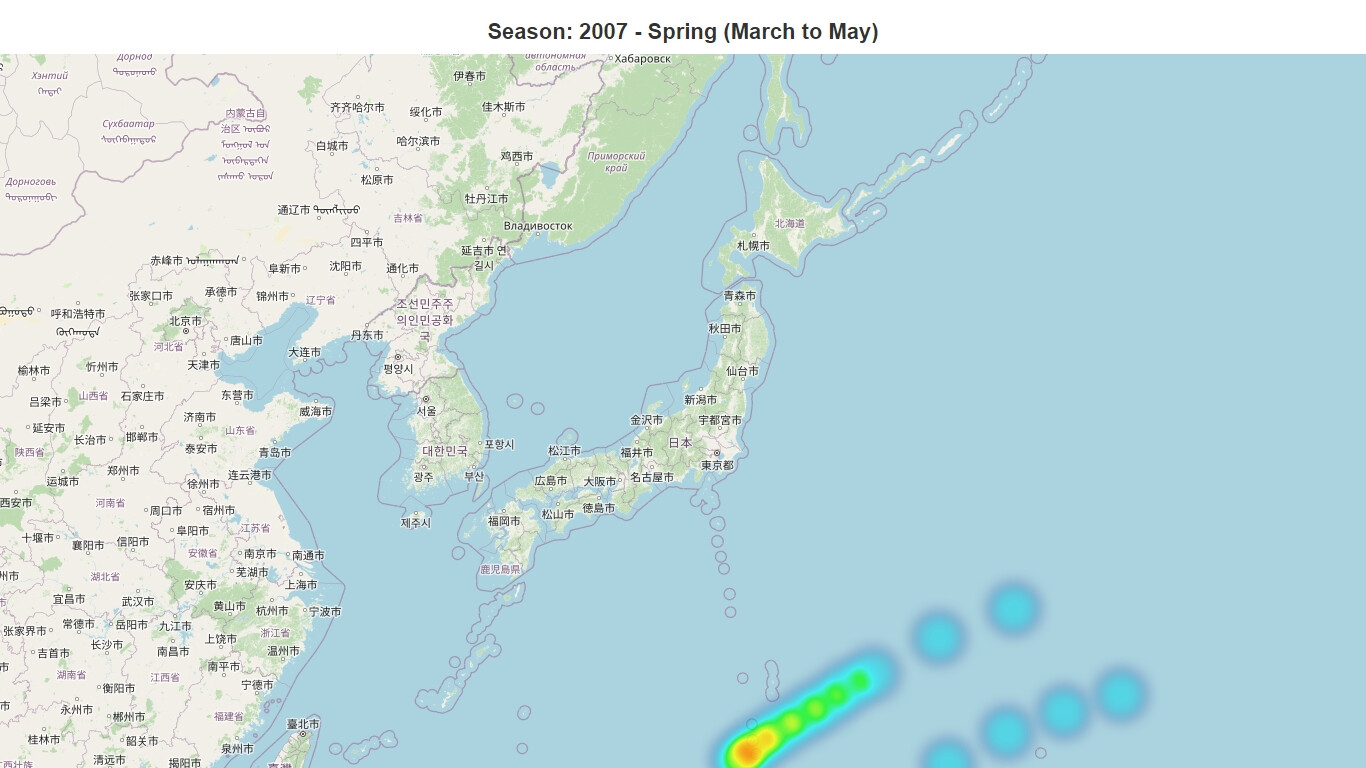 Season: 2007 - Spring (March to May)
Дорнод
автономная
область
Хабаровск
Хэнтий
伊春市
齐齐哈尔市
绥化市
佳木斯市
内蒙古自
治区
Сүхбаатар
哈尔滨市
白城市
鸡西市
Приморский
край
松原市
Дорноговь
牡丹江市
通辽市
吉林省
北海道
Владивосток
四平市
札幌市
延吉市 연
길시
赤峰市
阜新市
沈阳市
通化市
张家口市
承德市
锦州市
辽宁省
青森市
조선민주주
의인민공화
국
呼和浩特市
北京市
秋田市
丹东市
河北省
唐山市
大连市
天津市
평양시
榆林市
忻州市
仙台市
山西省
石家庄市
东营市
新潟市
吕梁市
威海市
서울
济南市
金沢市
宇都宮市
延安市
山东省
长治市
邯郸市
日本
포항시
泰安市
대한민국
松江市
福井市
陕西省
青岛市
東京都
郑州市
连云港市
광주
부산
名古屋市
运城市
徐州市
広島市
大阪市
西安市
河南省
周口市
宿州市
徳島市
松山市
제주시
福岡市
江苏省
阜阳市
十堰市
襄阳市
信阳市
安徽省
南京市
南通市
鹿児島県
芜湖市
湖北省
安庆市
上海市
宜昌市
武汉市
黄山市
杭州市
宁波市
常德市
岳阳市
九江市
张家界市
浙江省
上饶市
长沙市
吉首市
南昌市
温州市
南平市
湖南省
江西省
宁德市
衡阳市
永州市
郴州市
福建省
臺北市
桂林市
韶关市
泉州市
清远市
揭阳市